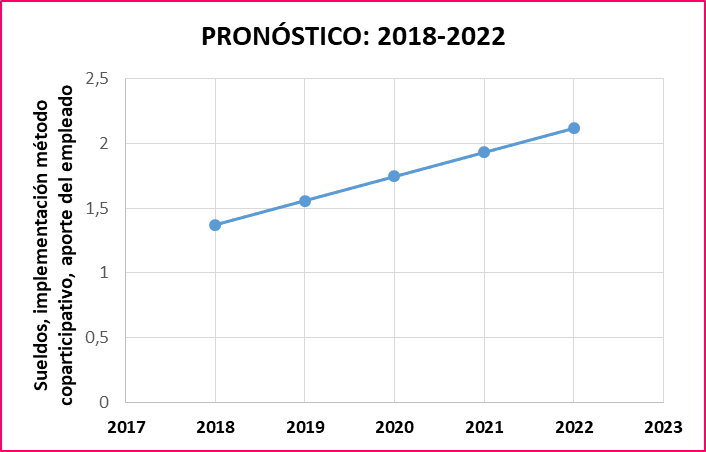 PRONÓSTICO: 2018-2022
Sueldos, implementación método
coparticipativo, aporte del empleado
2,5
2
1,5
1
0,5
0
2017 2018 2019 2020 2021 2022 2023